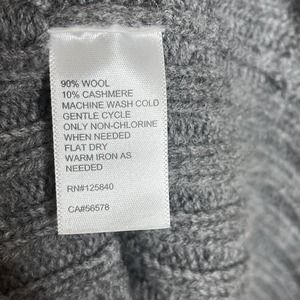 90% WOOL
10% CASHMERE
MACHINE WASH COLD
GENTLE CYCLE
ONLY NON-CHLORINE
WHEN NEEDED
FLAT DRY
WARM IRON AS
NEEDED
RN#125840
CA#56578